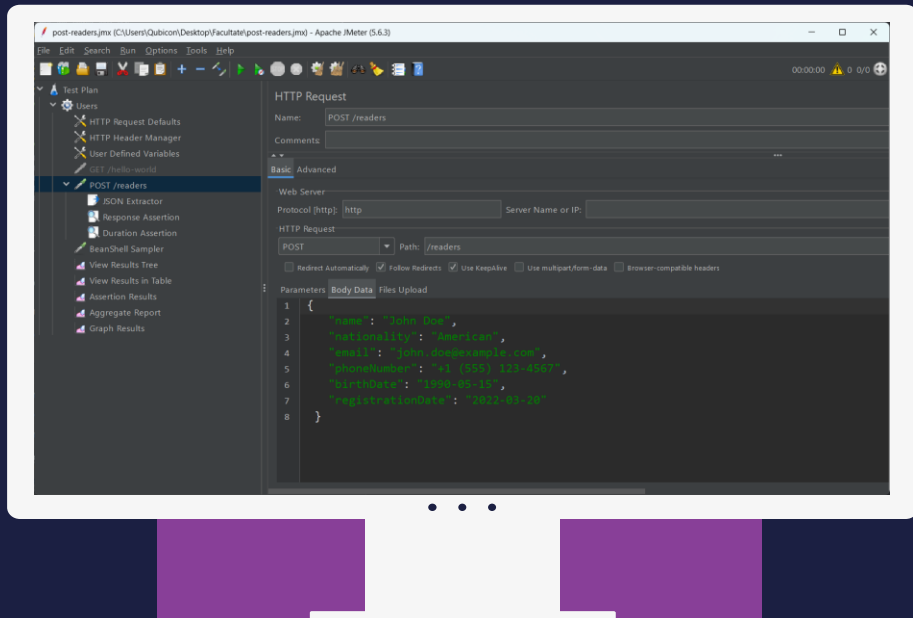 post-readers.jmx (C:\Users\Qubicon\Desktop\Facultate\post-readers.jmx) - Apache JMeter (5.6.3)
File Edit Search Run Options Tools Help
00:00:00 0 0/0
Test Plan
Users
HTTP Request Defaults
HTTP Header Manager
User Defined Variables
GET /hello-world
POST /readers
JSON Extractor
Response Assertion
Duration Assertion
BeanShell Sampler
View Results Tree
View Results in Table
Assertion Results
Aggregate Report
Graph Results
HTTP Request
Name: POST /readers
Comments:
Basic Advanced
Web Server
Protocol [http]: http Server Name or IP:
HTTP Request
POST Path: /readers
Redirect Automatically Follow Redirects Use KeepAlive Use multipart/form-data Browser-compatible headers
Parameters Body Data Files Upload
1 {
2 "name": "John Doe",
3 "nationality": "American",
4 "email": "john.doe@example.com",
5 "phoneNumber": "+1 (555) 123-4567",
6 "birthDate": "1990-05-15",
7 "registrationDate": "2022-03-20"
8 }